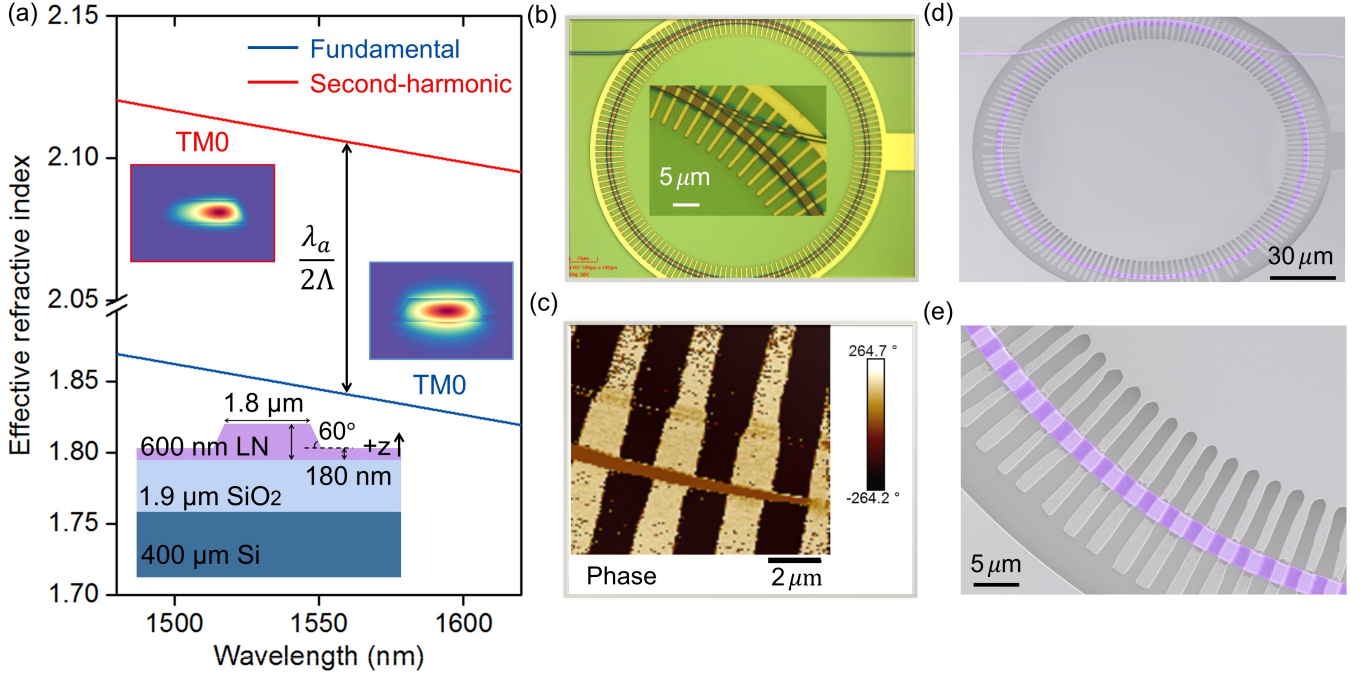 (a)
2.15
2.10
2.05
1.85
1.80
1.75
1.70
Effective refractive index
Fundamental
Second-harmonic
TM0
λa
2Λ
TM0
1.8 μm
60°
+z
600 nm LN
180 nm
1.9 μm SiO2
400 μm Si
1500
1550
1600
Wavelength (nm)
(b)
5 μm
(c)
264.7 °
-264.2 °
Phase
2 μm
(d)
30 μm
(e)
5 μm